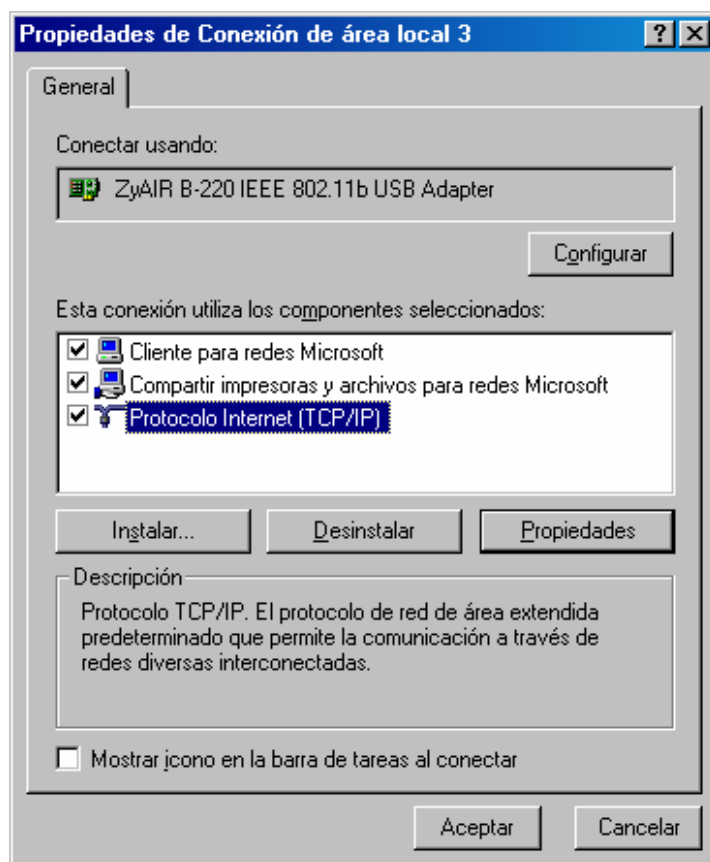 Propiedades de Conexión de área local 3
General
Conectar usando:
ZyAIR B-220 IEEE 802.11b USB Adapter
Configurar
Esta conexión utiliza los componentes seleccionados:
Cliente para redes Microsoft
Compartir impresoras y archivos para redes Microsoft
Protocolo Internet (TCP/IP)
Instalar... Desinstalar Propiedades
Descripción
Protocolo TCP/IP. El protocolo de red de área extendida
predeterminado que permite la comunicación a través de
redes diversas interconectadas.
Mostrar icono en la barra de tareas al conectar
Aceptar Cancelar